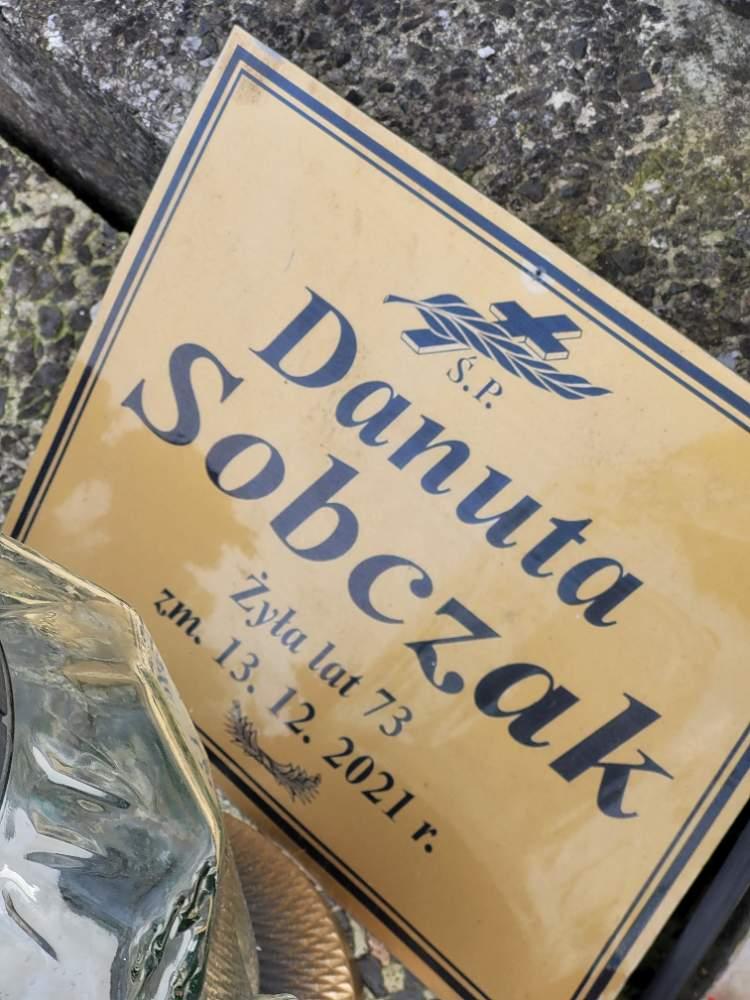 Ś.P.
Danuta
Sobczak
Żyła lat 73
zm. 13. 12. 2021 r.